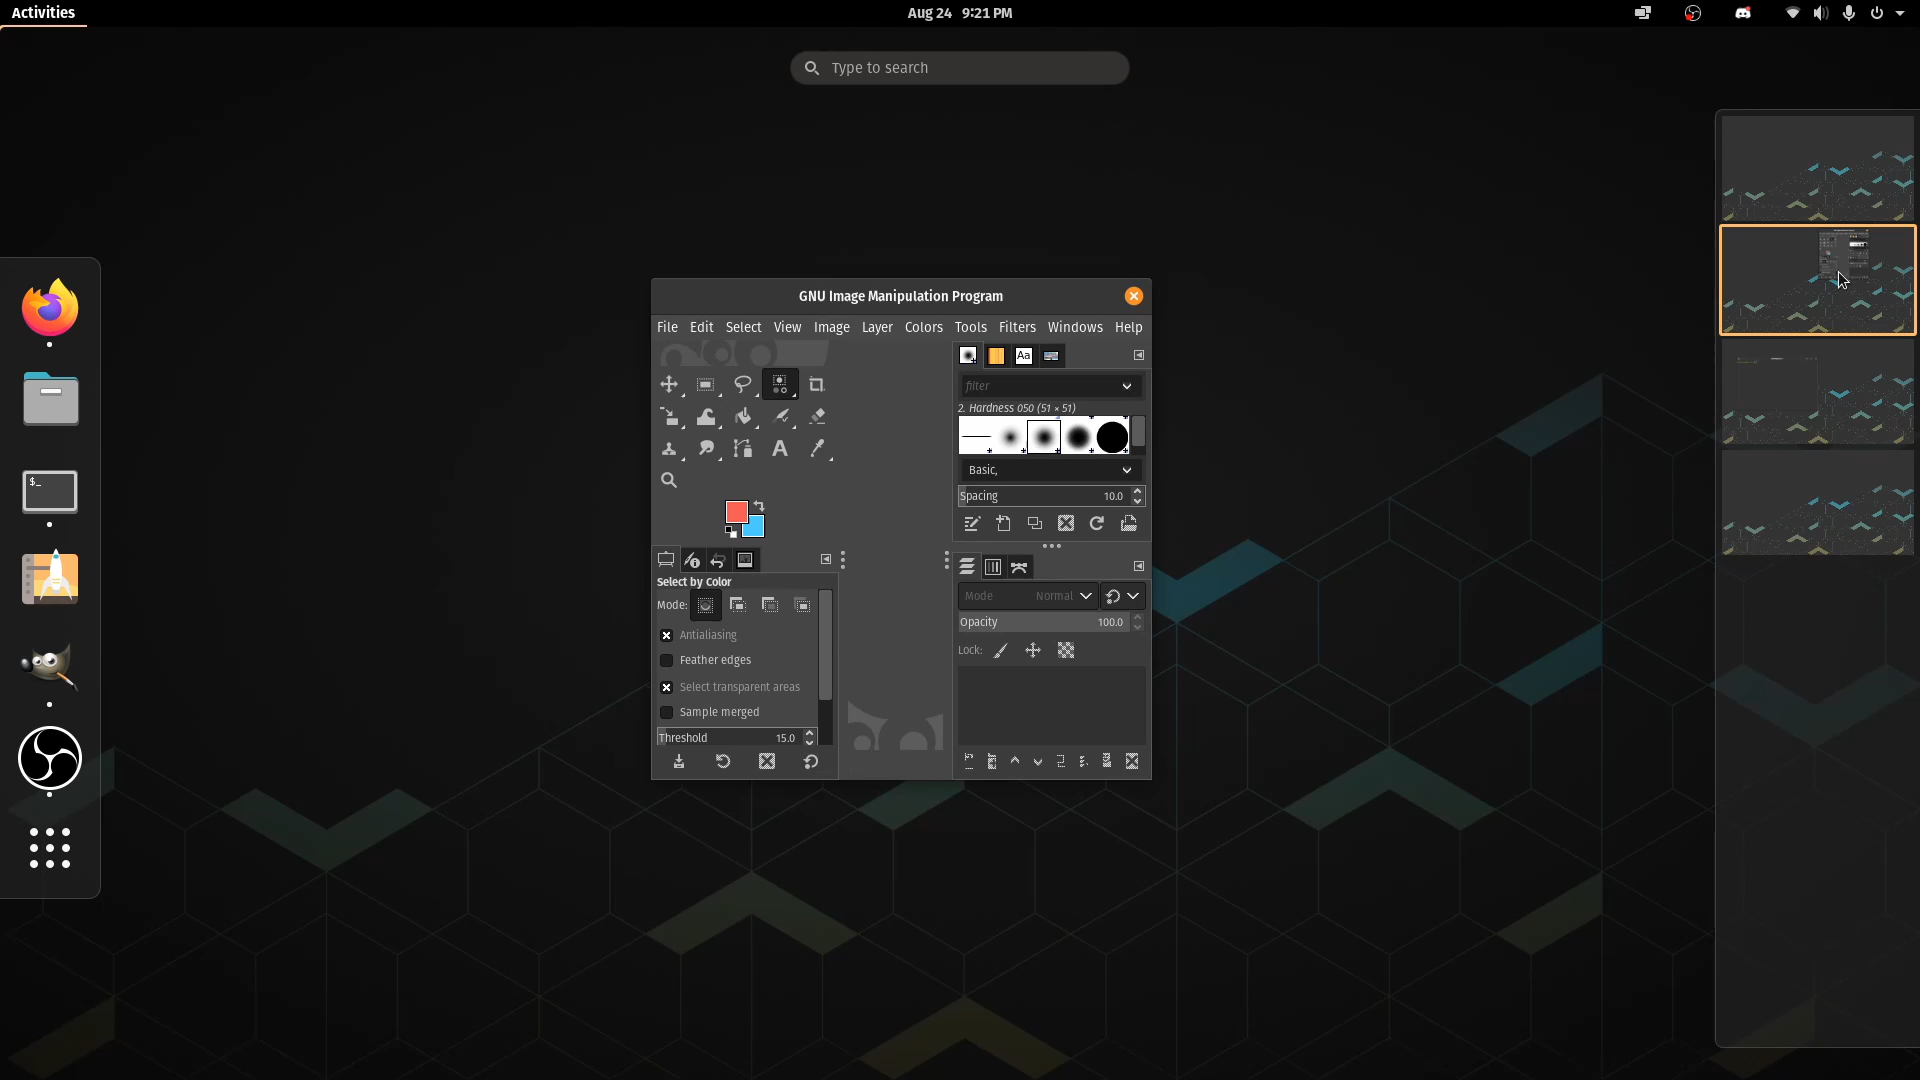 Activities
Aug 24 9:21 PM
Type to search
$_
GNU Image Manipulation Program
File Edit Select View Image Layer Colors Tools Filters Windows Help
Aa
filter
2. Hardness 050 (51 × 51)
Basic,
Spacing 10.0
A
Select by Color
Mode:
Antialiasing
Feather edges
Select transparent areas
Sample merged
Threshold 15.0
Mode Normal
Opacity 100.0
Lock: